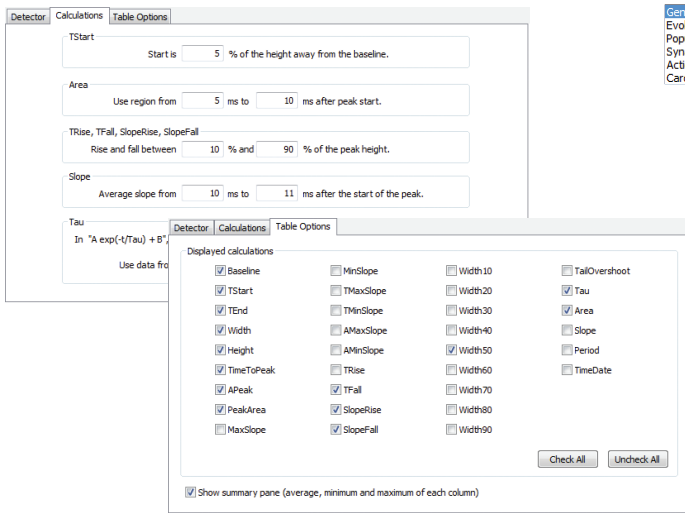 Detector Calculations Table Options
TStart
Start is 5 % of the height away from the baseline.
Area
Use region from 5 ms to 10 ms after peak start.
TRise, TFall, SlopeRise, SlopeFall
Rise and fall between 10 % and 90 % of the peak height.
Slope
Average slope from 10 ms to 11 ms after the start of the peak.
Tau
In "A exp(-t/Tau) + B",
Use data fro
Gen
Evo
Pop
Syn
Acti
Card
Detector Calculations Table Options
Displayed calculations
Baseline MinSlope Width10 TailOvershoot
TStart TMaxSlope Width20 Tau
TEnd TMinSlope Width30 Area
Width AMaxSlope Width40 Slope
Height AMinSlope Width50 Period
TimeToPeak TRise Width60 TimeDate
APeak TFall Width70
PeakArea SlopeRise Width80
MaxSlope SlopeFall Width90
Check All Uncheck All
Show summary pane (average, minimum and maximum of each column)